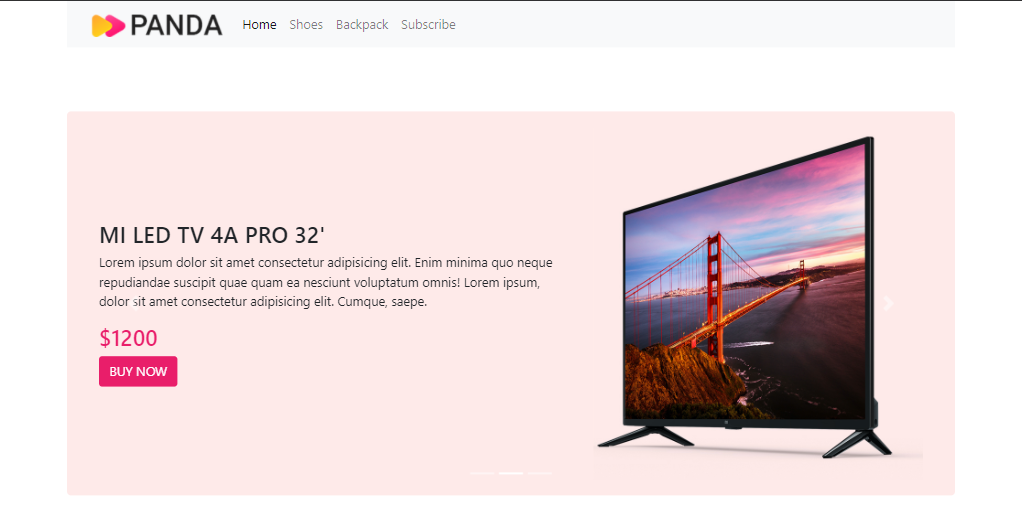 PANDA Home Shoes Backpack Subscribe
MI LED TV 4A PRO 32'
Lorem ipsum dolor sit amet consectetur adipisicing elit. Enim minima quo neque
repudiandae suscipit quae quam ea nesciunt voluptatum omnis! Lorem ipsum,
dolor sit amet consectetur adipisicing elit. Cumque, saepe.
$1200
BUY NOW